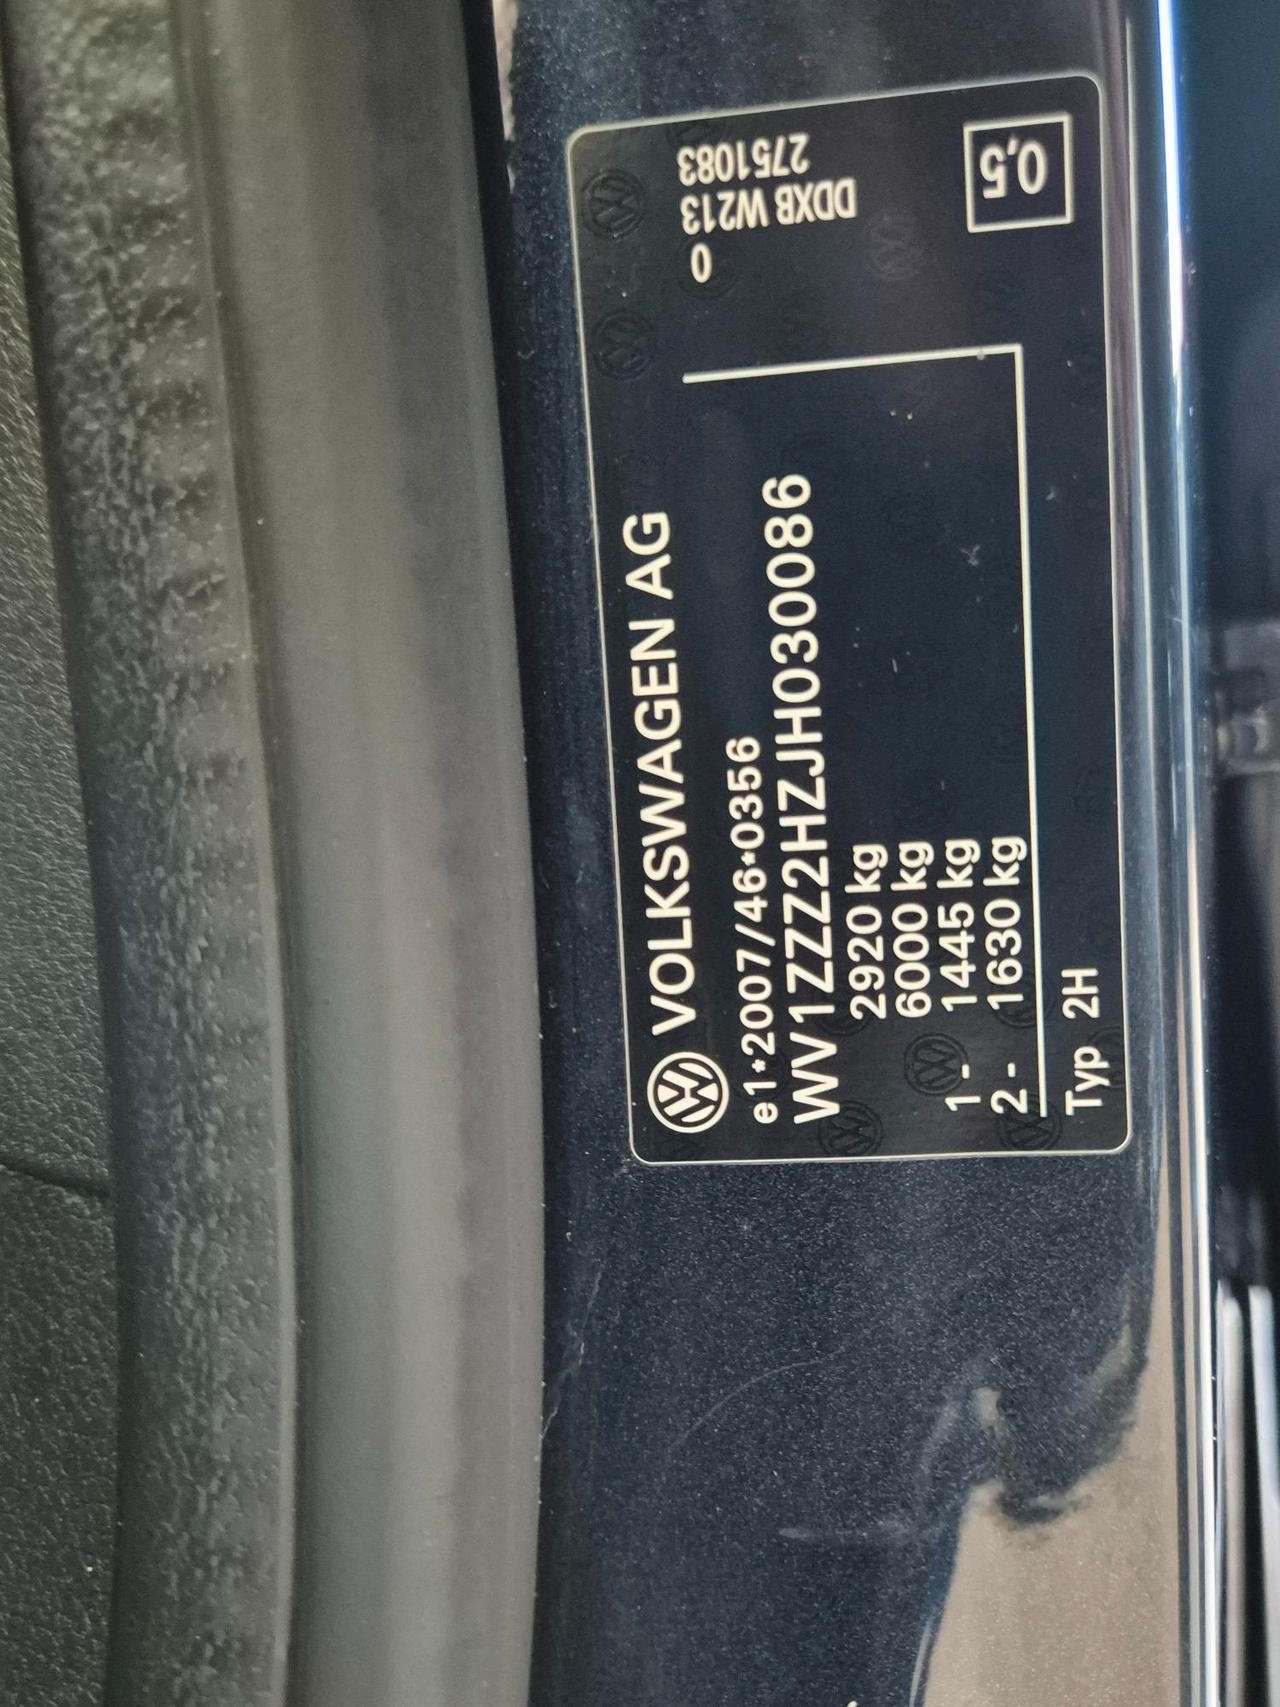 VOLKSWAGEN AG
e1*2007/46*0356
WV1ZZZ2HZJH030086
2920 kg
6000 kg
1 - 1445 kg
2 - 1630 kg
Typ 2H
2751083
DDXB W213
0
0,5